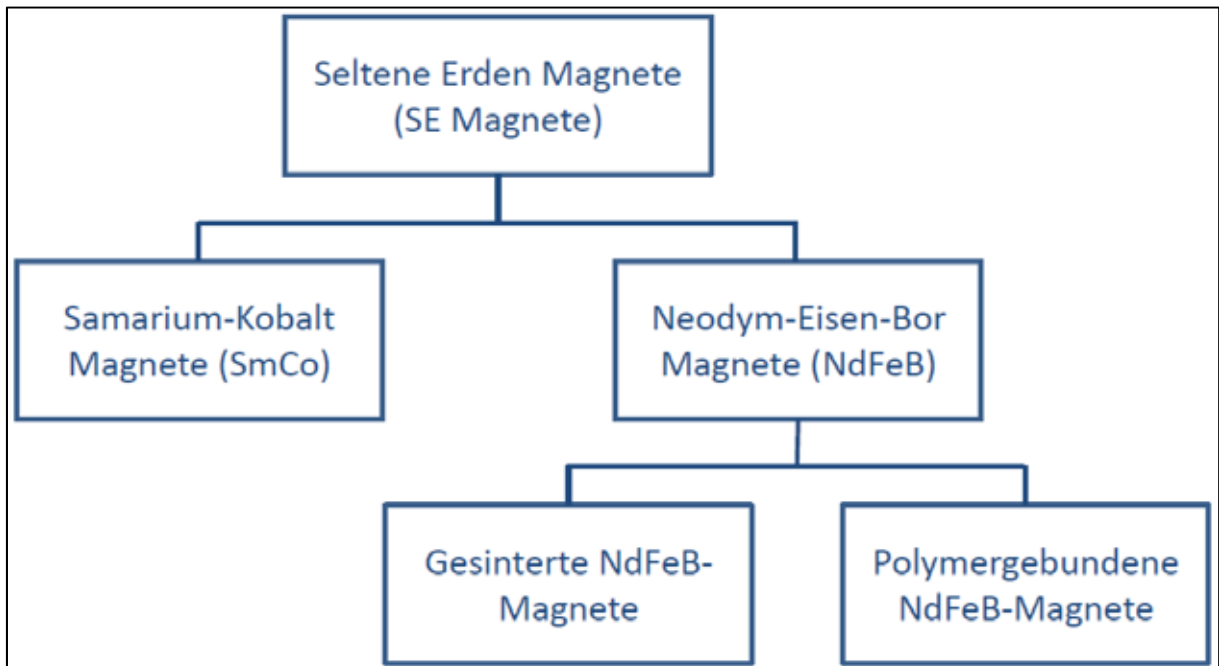 Seltene Erden Magnete
(SE Magnete)
Samarium-Kobalt
Magnete (SmCo)
Neodym-Eisen-Bor
Magnete (NdFeB)
Gesinterte NdFeB-
Magnete
Polymergebundene
NdFeB-Magnete